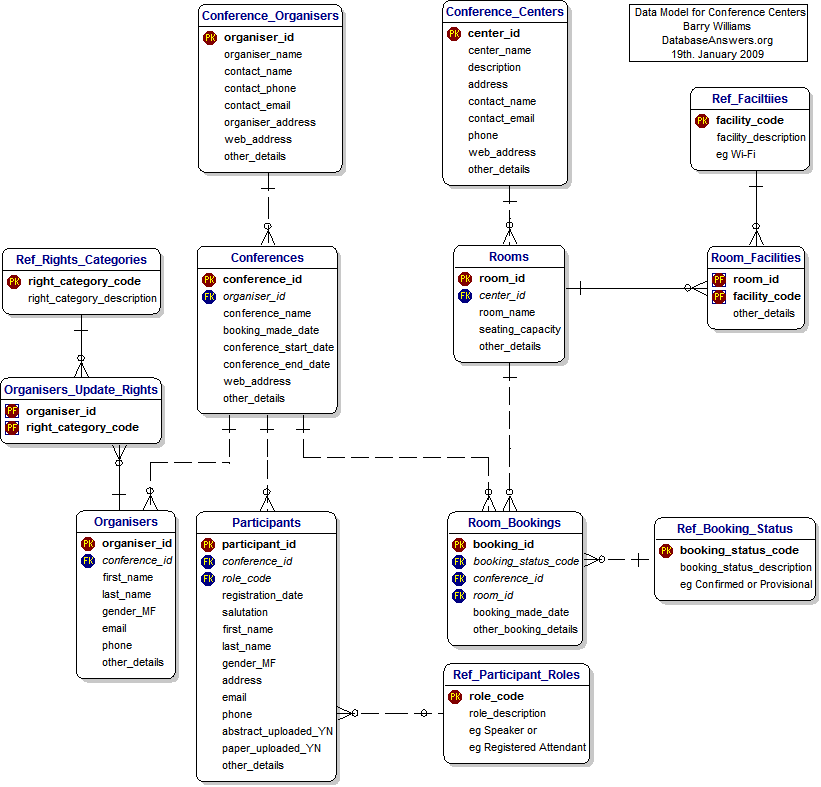 Conference_Organisers
PK organiser_id
organiser_name
contact_name
contact_phone
contact_email
organiser_address
web_address
other_details
Conference_Centers
PK center_id
center_name
description
address
contact_name
contact_email
phone
web_address
other_details
Data Model for Conference Centers
Barry Williams
DatabaseAnswers.org
19th. January 2009
Ref_Faciltiies
PK facility_code
facility_description
eg Wi-Fi
Ref_Rights_Categories
PK right_category_code
right_category_description
Conferences
PK conference_id
FK organiser_id
conference_name
booking_made_date
conference_start_date
conference_end_date
web_address
other_details
Rooms
PK room_id
FK center_id
room_name
seating_capacity
other_details
Room_Facilities
PF room_id
PF facility_code
other_details
Organisers_Update_Rights
PF organiser_id
PF right_category_code
Organisers
PK organiser_id
FK conference_id
first_name
last_name
gender_MF
email
phone
other_details
Participants
PK participant_id
FK conference_id
FK role_code
registration_date
salutation
first_name
last_name
gender_MF
address
email
phone
abstract_uploaded_YN
paper_uploaded_YN
other_details
Room_Bookings
PK booking_id
FK booking_status_code
FK conference_id
FK room_id
booking_made_date
other_booking_details
Ref_Booking_Status
PK booking_status_code
booking_status_description
eg Confirmed or Provisional
Ref_Participant_Roles
PK role_code
role_description
eg Speaker or
eg Registered Attendant